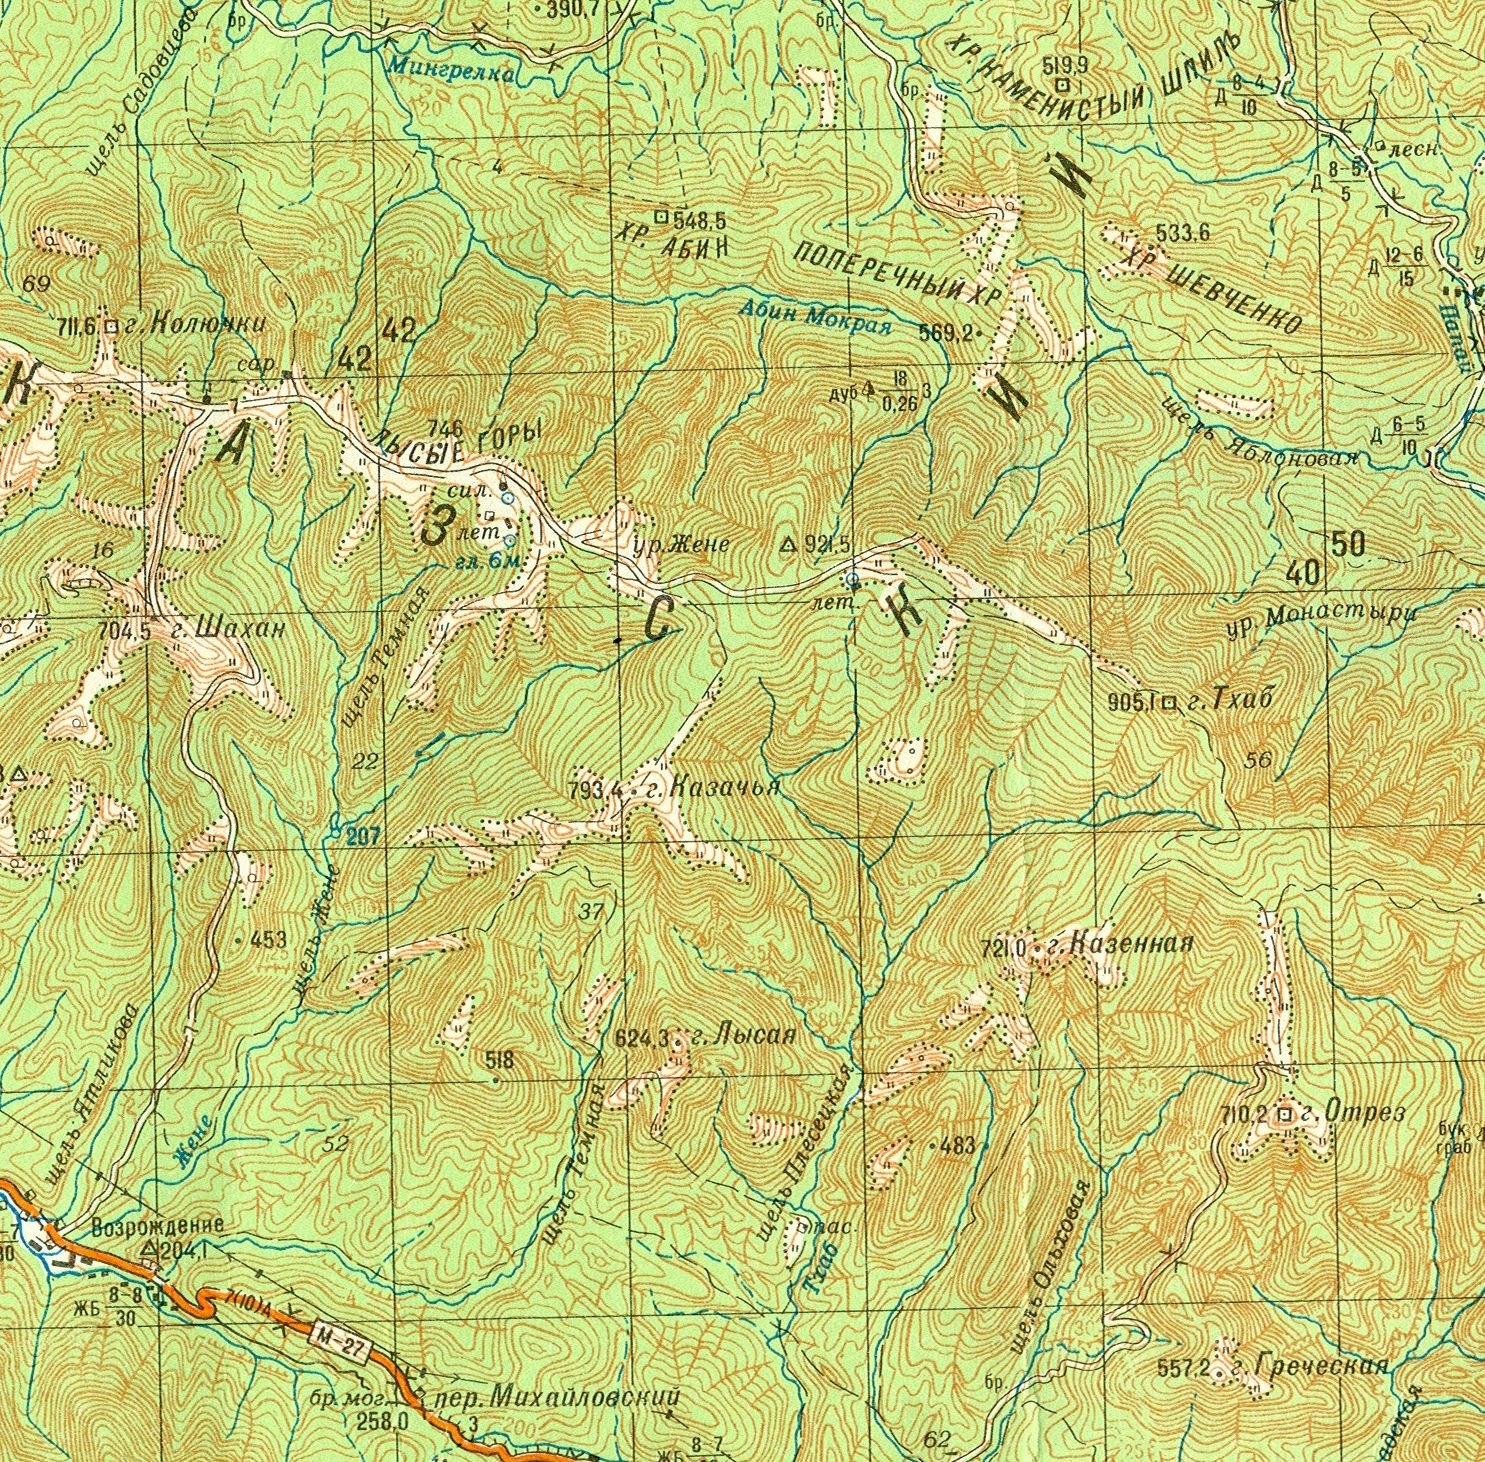 бр.
390,7
бр.
щель Садовцева
Мингрелка
ХР. КАМЕНИСТЫЙ ШПИЛЬ
519,9
Д 8-4
10
бр.
лесн.
Д 8-5
5
4
И Й
548,5
ХР. АБИН
ПОПЕРЕЧНЫЙ ХР.
533,6
ХР. ШЕВЧЕНКО
Д 12-6
15
69
711,6
г. Колючки
Абин Мокрая
569,2
Папай
42
42
сар.
К А
дуб 18
0,26 3
746
ЛЫСЫЕ ГОРЫ
щель Яблоновая
Д 6-5
10
сил.
З
лет.
гл. 6м
16
ур. Жене
921,5
50
40
лет.
С К
ур. Монастыри
704,5
г. Шахан
щель Темная
905,1
г. Тхаб
22
56
793,4
г. Казачья
207
щель Жене
37
453
721,0
г. Казенная
щель Ятликова
624,3
г. Лысая
518
щель Темная
щель Плесецкая
710,2
г. Отрез
бук
граб
Жене
52
483
щель Ольховая
пас.
Тхаб
Возрождение
204,1
ЖБ 8-8
30
7(10)А
М-27
557,2
г. Греческая
бр.
бр. мог.
258,0
пер. Михайловский
3
62
ЖБ 8-7